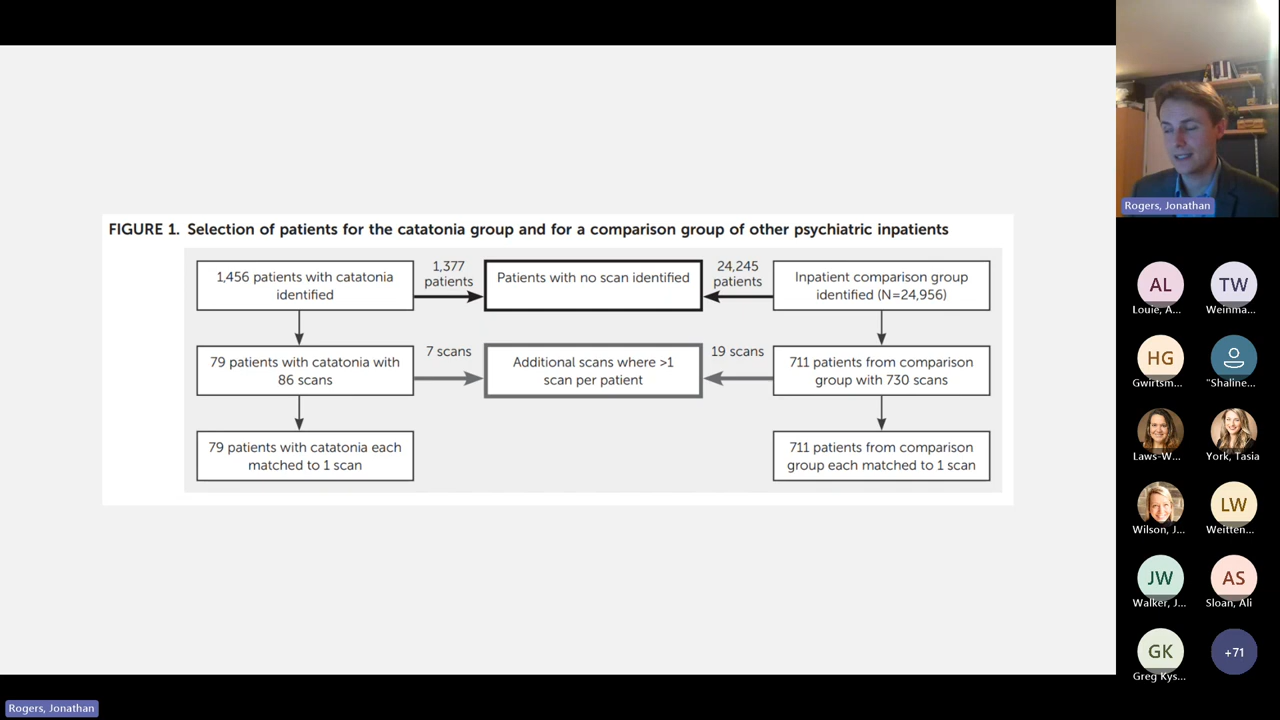 FIGURE 1. Selection of patients for the catatonia group and for a comparison group of other psychiatric inpatients
1,456 patients with catatonia
identified
1,377
patients
Patients with no scan identified
24,245
patients
Inpatient comparison group
identified (N=24,956)
79 patients with catatonia with
86 scans
7 scans
Additional scans where >1
scan per patient
19 scans
711 patients from comparison
group with 730 scans
79 patients with catatonia each
matched to 1 scan
711 patients from comparison
group each matched to 1 scan
Rogers, Jonathan
AL
Louie, A...
TW
Weinma...
HG
Gwirtsm...
"Shaline...
Laws-W...
York, Tasia
Wilson, J...
LW
Weitten...
JW
Walker, J...
AS
Sloan, Ali
GK
Greg Kys...
+71
Rogers, Jonathan